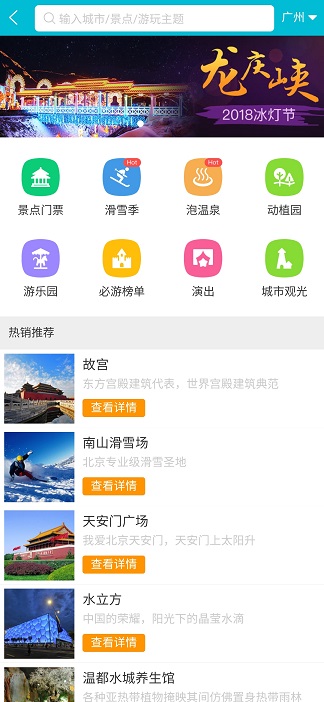 输入城市/景点/游玩主题
广州
龙庆峡
2018冰灯节
Hot
Hot
景点门票
滑雪季
泡温泉
动植园
游乐园
必游榜单
演出
城市观光
热销推荐
故宫
东方宫殿建筑代表，世界宫殿建筑典范
查看详情
南山滑雪场
北京专业级滑雪圣地
查看详情
天安门广场
我爱北京天安门，天安门上太阳升
查看详情
水立方
中国的荣耀，阳光下的晶莹水滴
查看详情
温都水城养生馆
各种亚热带植物掩映其间仿佛置身热带雨林